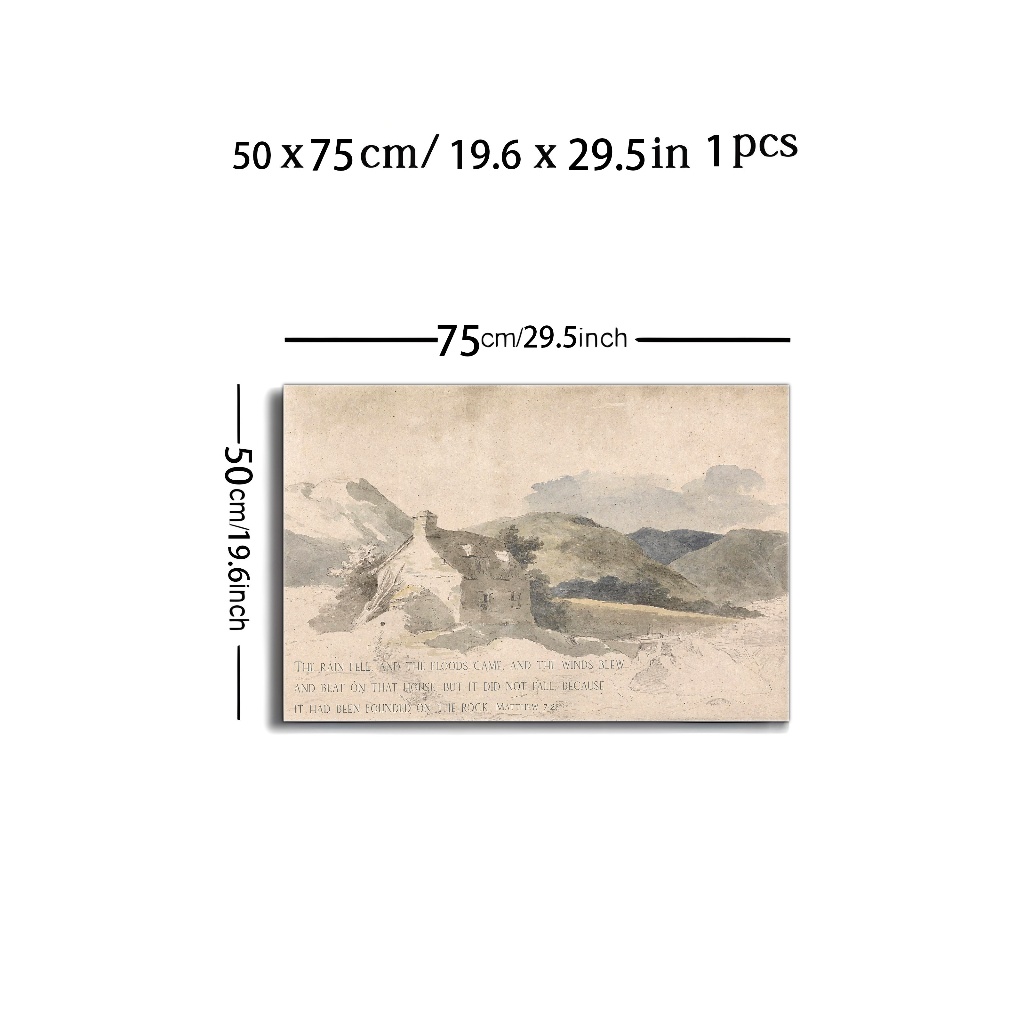 50 x 75 cm/ 19.6 x 29.5 in 1 pcs
75cm/29.5inch
50cm/19.6inch
THE RAIN FELL, AND THE FLOODS CAME, AND THE WINDS BLEW
AND BEAT ON THAT HOUSE, BUT IT DID NOT FALL, BECAUSE
IT HAD BEEN FOUNDED ON THE ROCK.